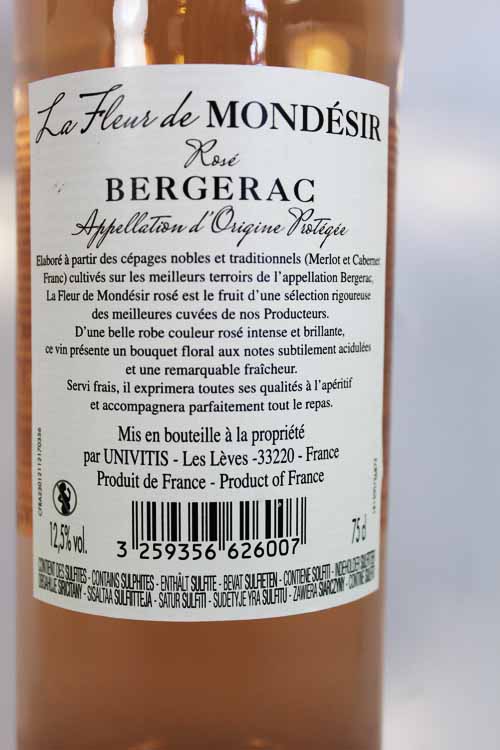 La Fleur de MONDÉSIR
Rosé
BERGERAC
Appellation d'Origine Protégée
Elaboré à partir des cépages nobles et traditionnels (Merlot et Cabernet
Franc) cultivés sur les meilleurs terroirs de l'appellation Bergerac,
La Fleur de Mondésir rosé est le fruit d'une sélection rigoureuse
des meilleures cuvées de nos Producteurs.
D'une belle robe couleur rosé intense et brillante,
ce vin présente un bouquet floral aux notes subtilement acidulées
et une remarquable fraîcheur.
Servi frais, il exprimera toutes ses qualités à l'apéritif
et accompagnera parfaitement tout le repas.
Mis en bouteille à la propriété
par UNIVITIS - Les Lèves -33220 - France
Produit de France - Product of France
12,5% vol.
75 cl
3 259356 626007
CONTENT DES SULFITES - CONTAINS SULPHITES - ENTHÄLT SULFITE - BEVAT SULFIETEN - CONTIENE SOLFITI -
SIRICITANY - SISÄLTÄÄ SULFIITTEJA - SATUR SULFĪTI - SUDĖTYJE YRA SULFITŲ - ZAWIERA SIARCZYNY -